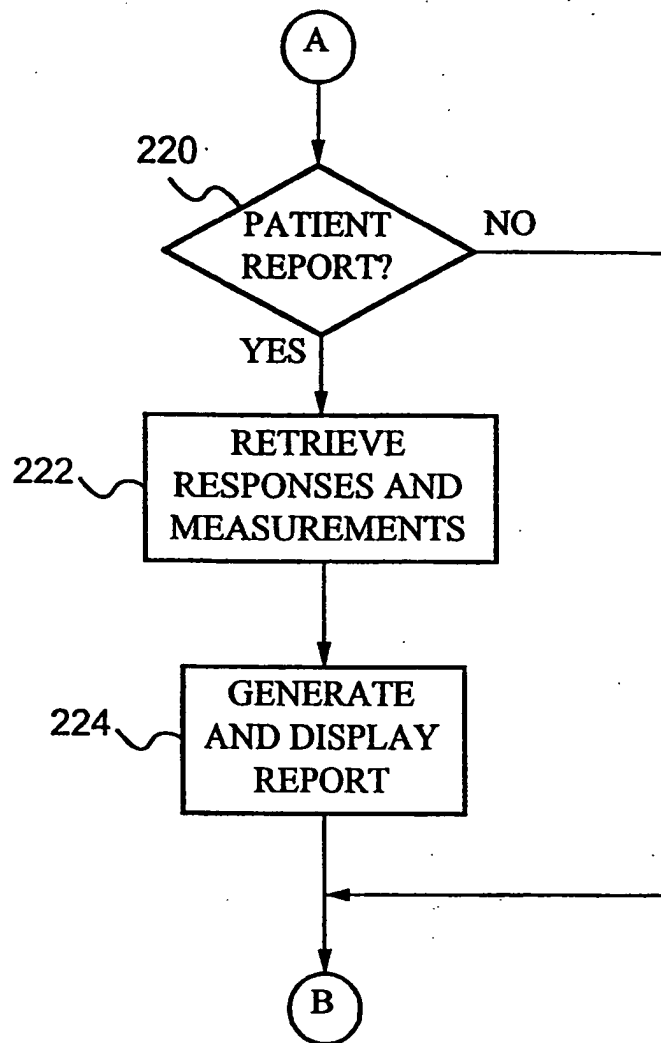 A
220
PATIENT
REPORT?
NO
YES
222
RETRIEVE
RESPONSES AND
MEASUREMENTS
224
GENERATE
AND DISPLAY
REPORT
B